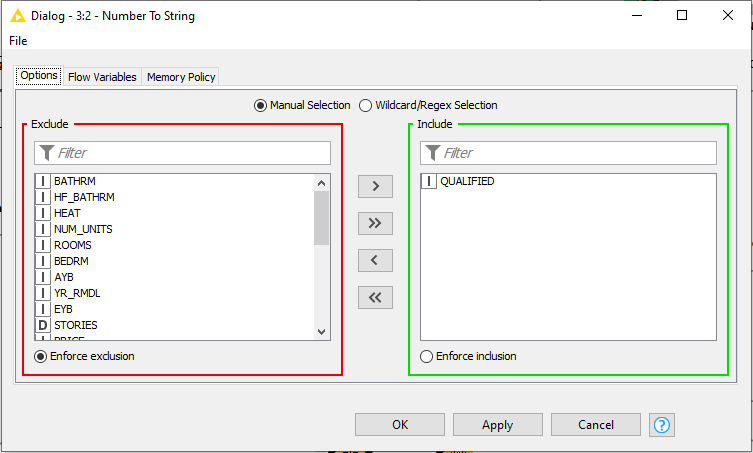 Dialog - 3:2 - Number To String
File
Options Flow Variables Memory Policy
Manual Selection Wildcard/Regex Selection
Exclude
Filter
I BATHRM
I HF_BATHRM
I HEAT
I NUM_UNITS
I ROOMS
I BEDRM
I AYB
I YR_RMDL
I EYB
D STORIES
I PRICE
Enforce exclusion
>
>>
<
<<
Include
Filter
I QUALIFIED
Enforce inclusion
OK Apply Cancel ?